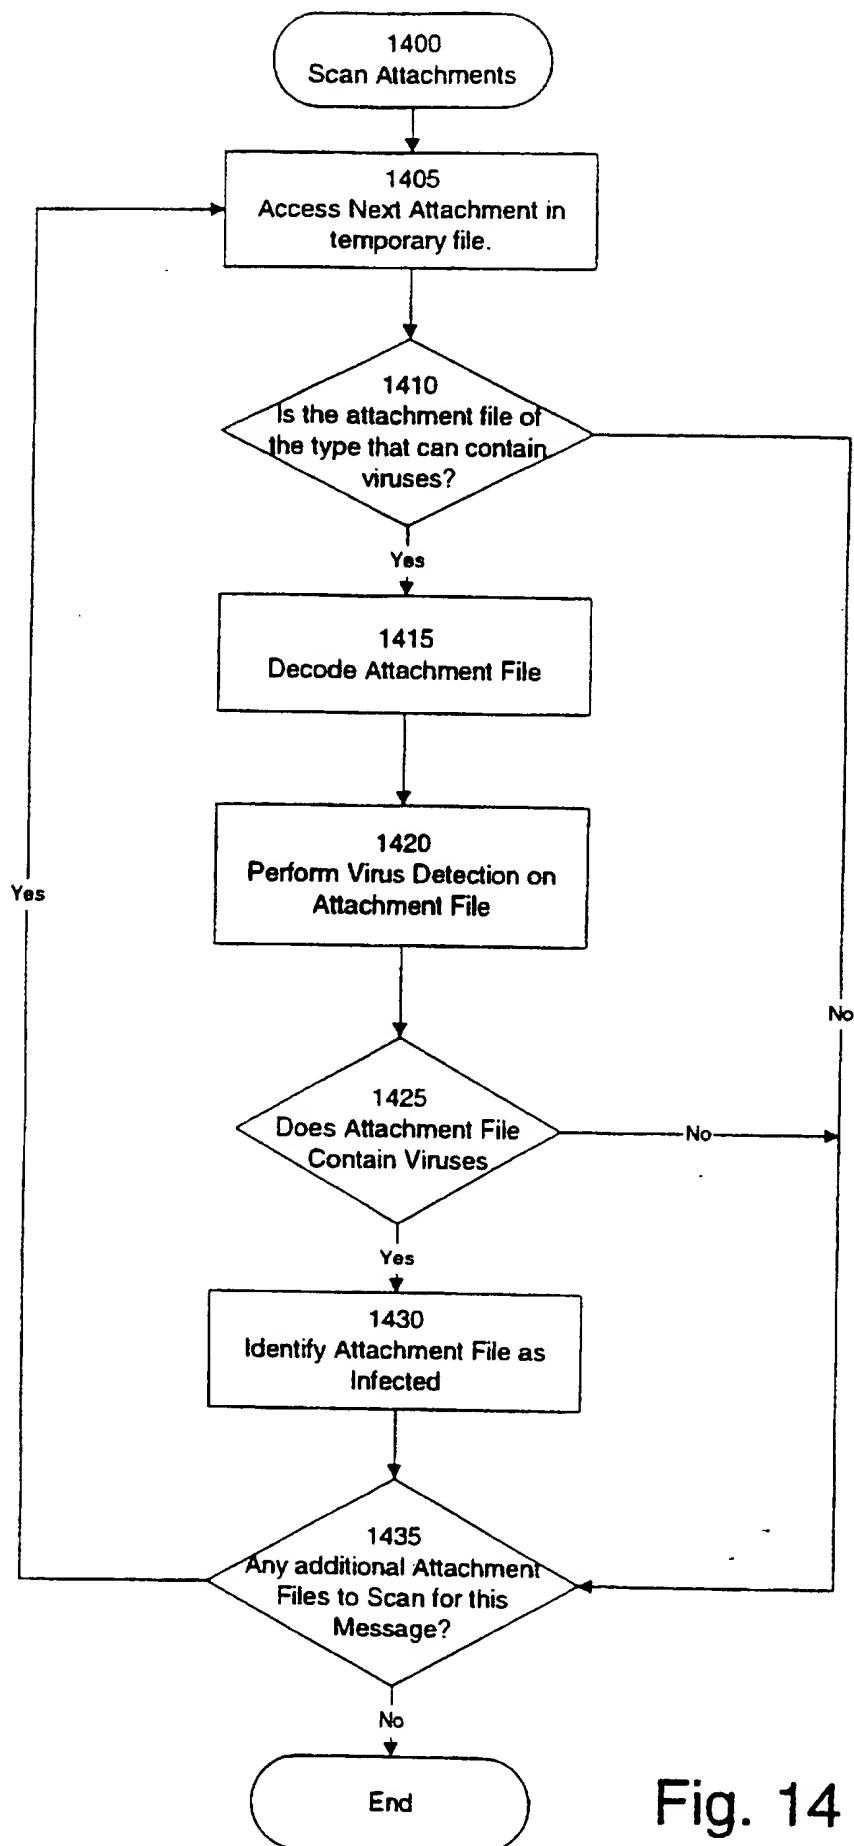 1400
Scan Attachments
1405
Access Next Attachment in
temporary file.
1410
Is the attachment file of
the type that can contain
viruses?
Yes
1415
Decode Attachment File
1420
Perform Virus Detection on
Attachment File
Yes
No
1425
Does Attachment File
Contain Viruses
No
Yes
1430
Identify Attachment File as
Infected
1435
Any additional Attachment
Files to Scan for this
Message?
No
End
Fig. 14